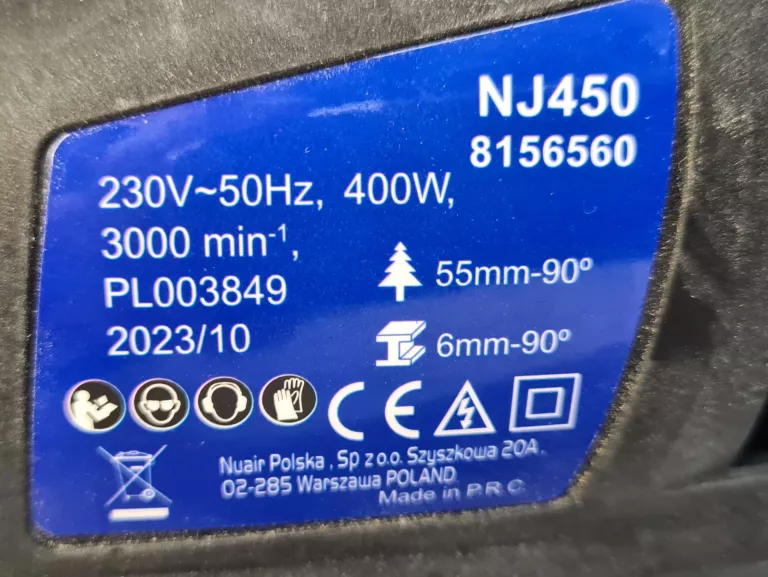 NJ450
8156560
230V~50Hz, 400W,
3000 min⁻¹,
PL003849
2023/10
55mm-90º
6mm-90º
CE
Nuair Polska , Sp z o.o. Szyszkowa 20A ,
02-285 Warszawa POLAND
Made in P.R.C.